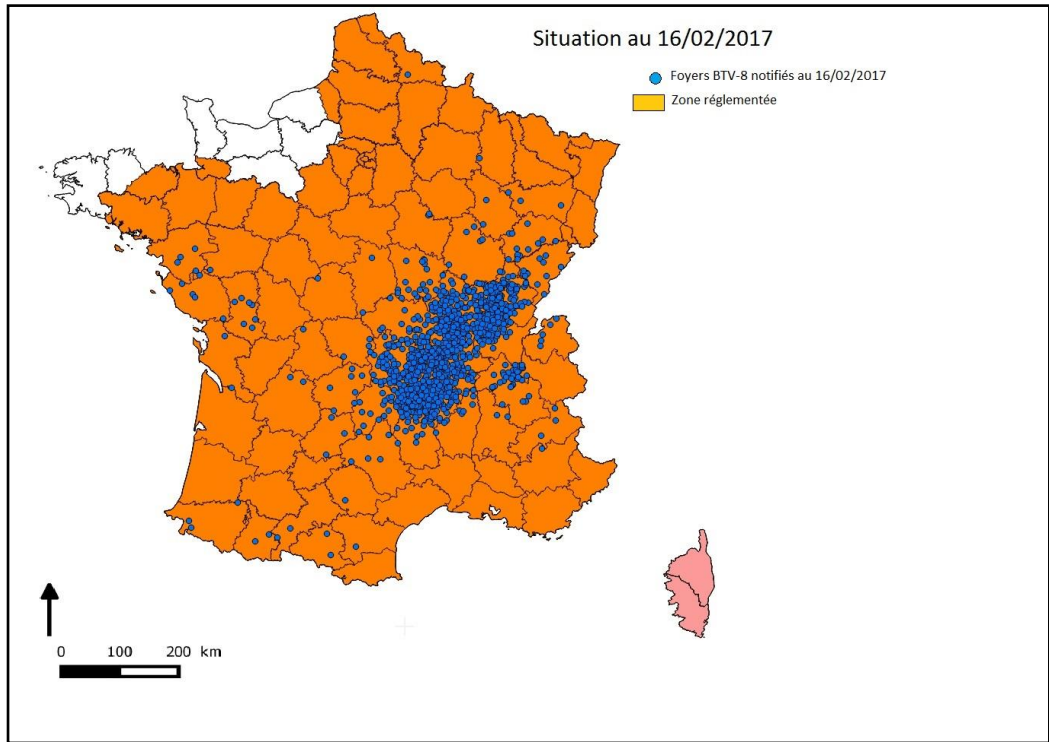 Situation au 16/02/2017
Foyers BTV-8 notifiés au 16/02/2017
Zone réglementée
0 100 200 km